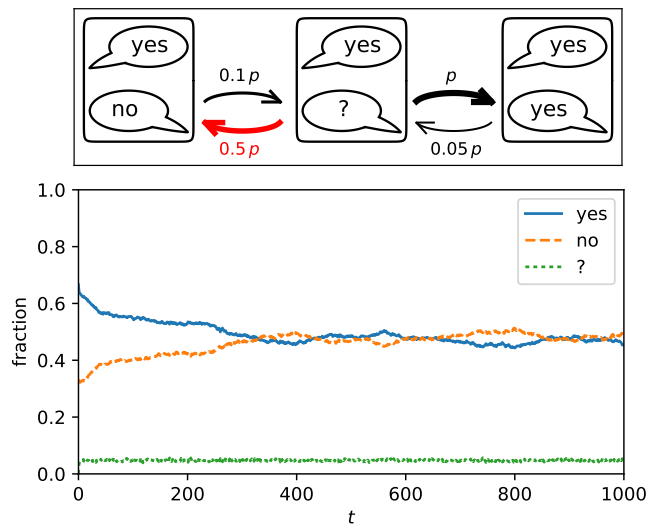 yes yes yes
0.1 p p
no ? yes
0.5 p 0.05 p
1.0
0.8
0.6
0.4
0.2
0.0
fraction
yes
no
?
0 200 400 600 800 1000
t